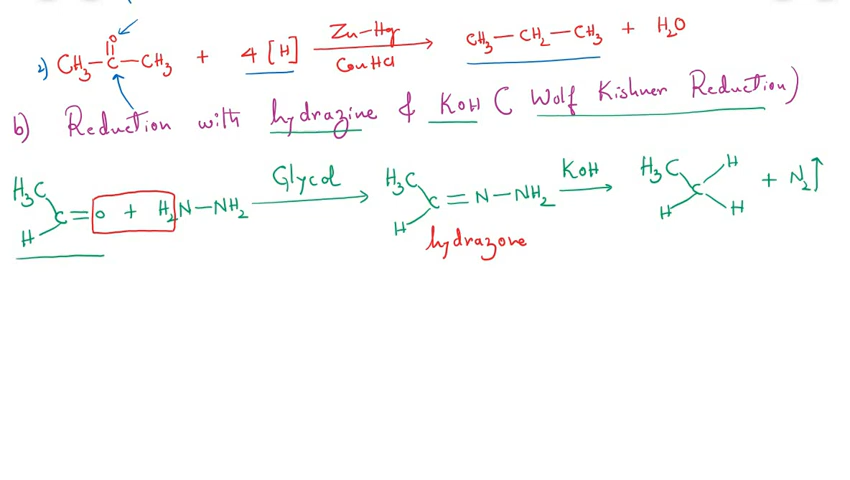 2) CH3—C(=O)—CH3 + 4 [H] Zn-Hg Con HCl CH3—CH2—CH3 + H2O
b) Reduction with hydrazine & KOH ( Wolf Kishner Reduction)
H3C H C=O + H2N—NH2 Glycol H3C H C=N—NH2 KOH H3C H C H H + N2↑
hydrazone